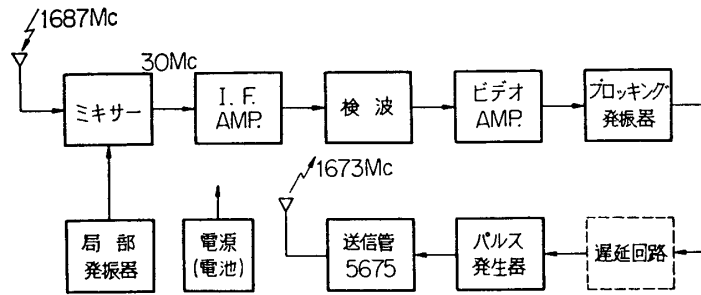 1687Mc
30Mc
ミキサー
I.F.
AMP.
検波
ビデオ
AMP.
ブロッキング
発振器
1673Mc
局部
発振器
電源
(電池)
送信管
5675
パルス
発生器
遅延回路